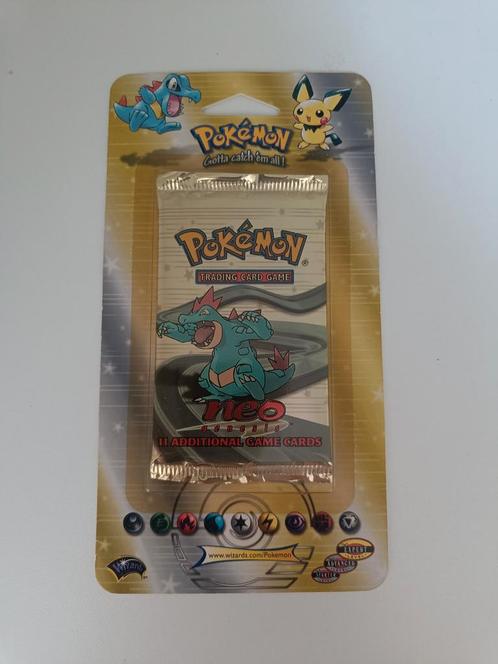 POKéMON
Gotta catch 'em all!
POKéMON®
TRADING CARD GAME
neo
GENESIS
11 ADDITIONAL GAME CARDS
www.wizards.com/Pokemon
Wizards
EXPERT
ADVANCED
STARTER